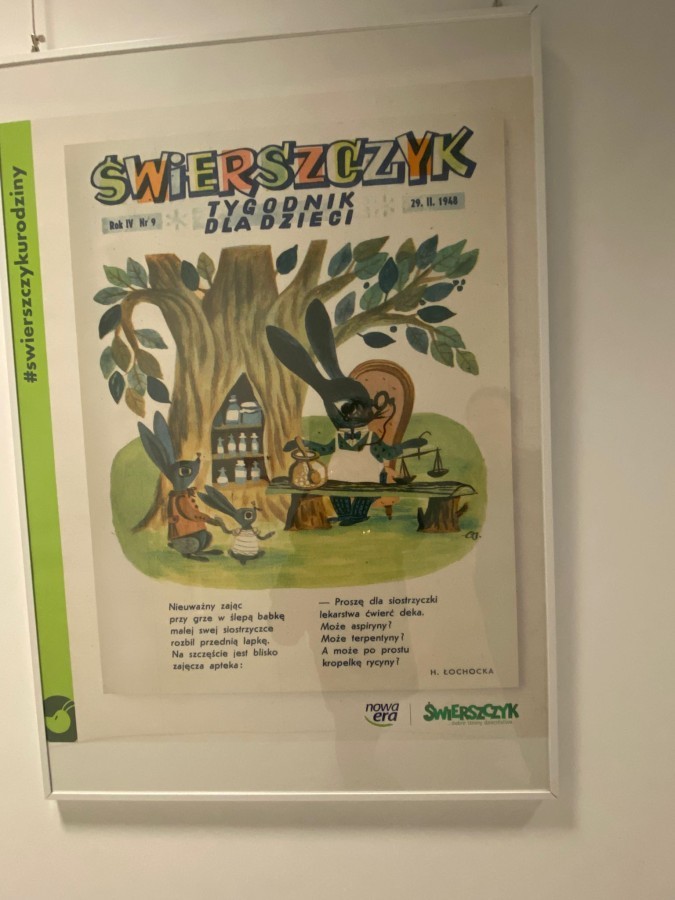 #swierszczykurodziny
ŚWiERSZCZYK
TYGODNIK
DLA DZIECI
Rok IV Nr 9
29. II. 1948
Nieuważny zając
przy grze w ślepą babkę
małej swej siostrzyczce
rozbił przednią łapkę.
Na szczęście jest blisko
zajęcza apteka:
— Proszę dla siostrzyczki
lekarstwa ćwierć deka.
Może aspiryny?
Może terpentyny?
A może po prostu
kropelkę rycyny?
H. ŁOCHOCKA
nowa
era
ŚWIERSZCZYK